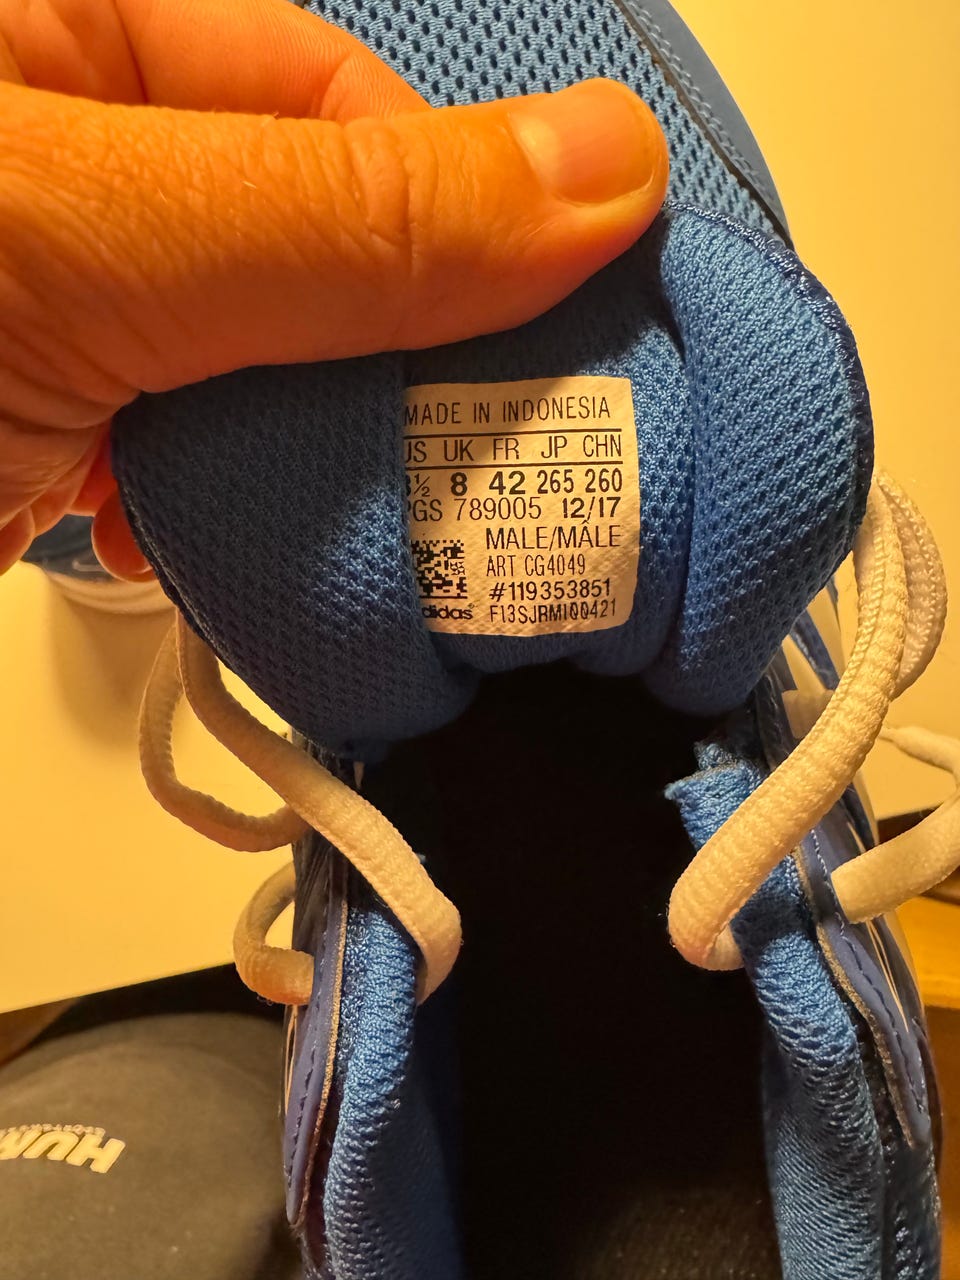 MADE IN INDONESIA
US UK FR JP CHN
8½ 8 42 265 260
PGS 789005 12/17
MALE/MÂLE
ART CG4049
#119353851
adidas F13SJRMI00421